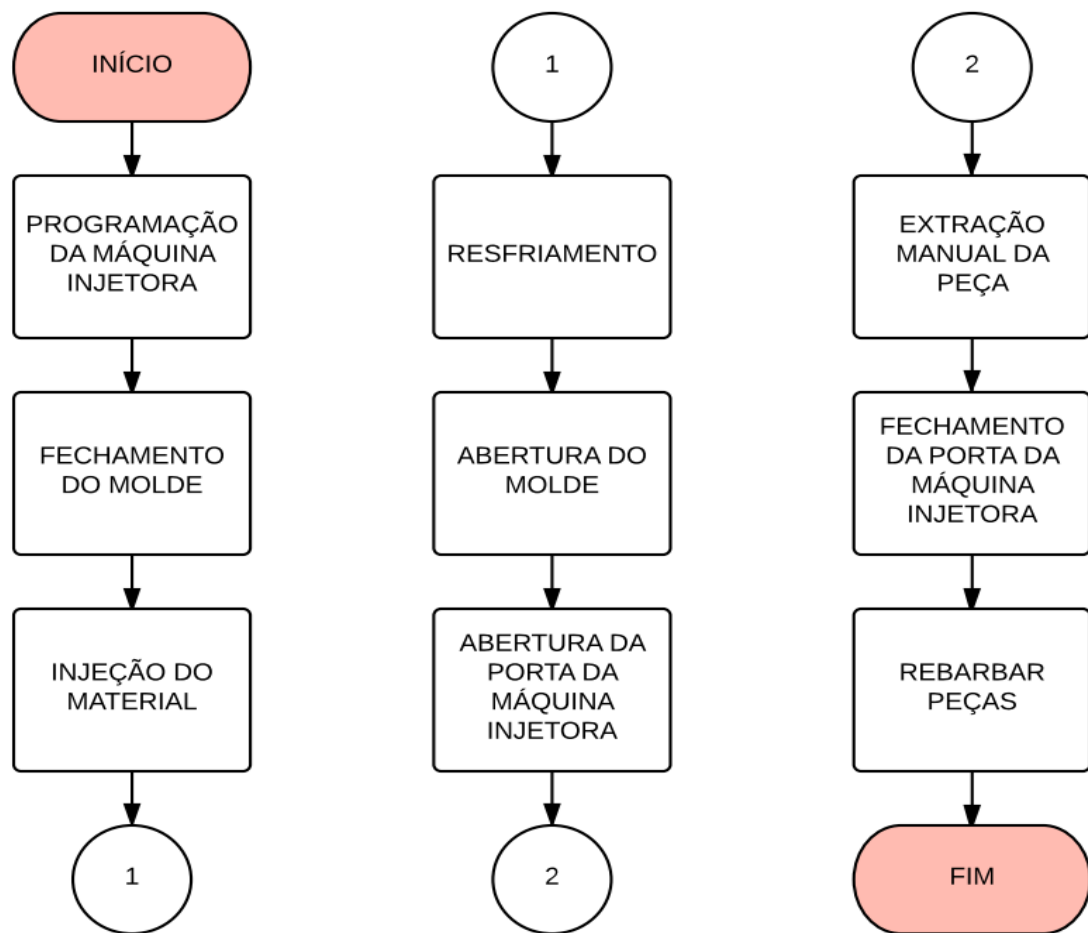 INÍCIO
PROGRAMAÇÃO
DA MÁQUINA
INJETORA
FECHAMENTO
DO MOLDE
INJEÇÃO DO
MATERIAL
1
1
RESFRIAMENTO
ABERTURA DO
MOLDE
ABERTURA DA
PORTA DA
MÁQUINA
INJETORA
2
2
EXTRAÇÃO
MANUAL DA
PEÇA
FECHAMENTO
DA PORTA DA
MÁQUINA
INJETORA
REBARBAR
PEÇAS
FIM